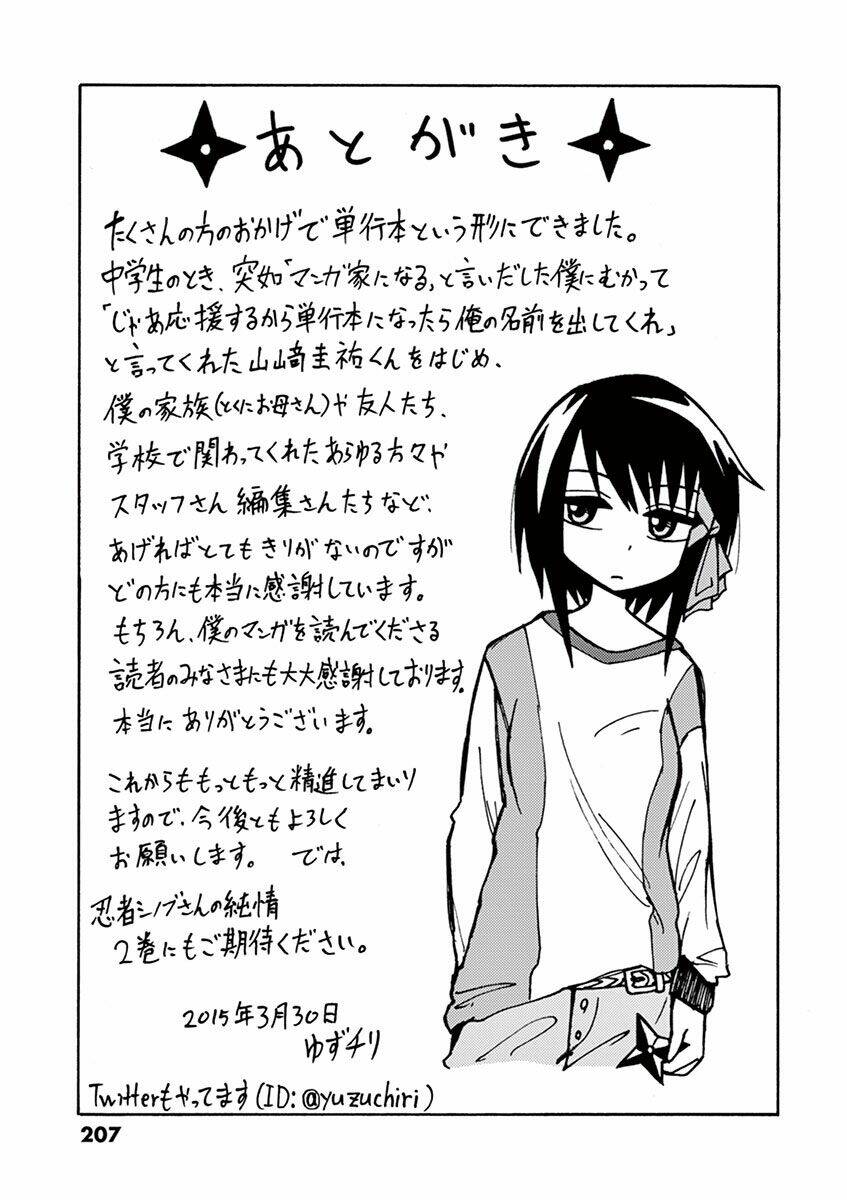 あとがき
たくさんの方のおかげで単行本という形にできました。
中学生のとき、突如「マンガ家になる」と言いだした僕にむかって
「じゃあ応援するから単行本になったら俺の名前を出してくれ」
と言ってくれた山﨑圭祐くんをはじめ、
僕の家族(とくにお母さん)や友人たち、
学校で関わってくれたあらゆる方々や
スタッフさん編集さんたちなど、
あげればとてもきりがないのですが
どの方にも本当に感謝しています。
もちろん、僕のマンガを読んでくださる
読者のみなさまにも大大感謝しております。
本当にありがとうございます。
これからももっともっと精進してまいり
ますので、今後ともよろしく
お願いします。 では、
忍者シノブさんの純情
2巻にもご期待ください。
2015年3月30日
ゆずチリ
Twitterもやってます(ID:@yuzuchiri)
207